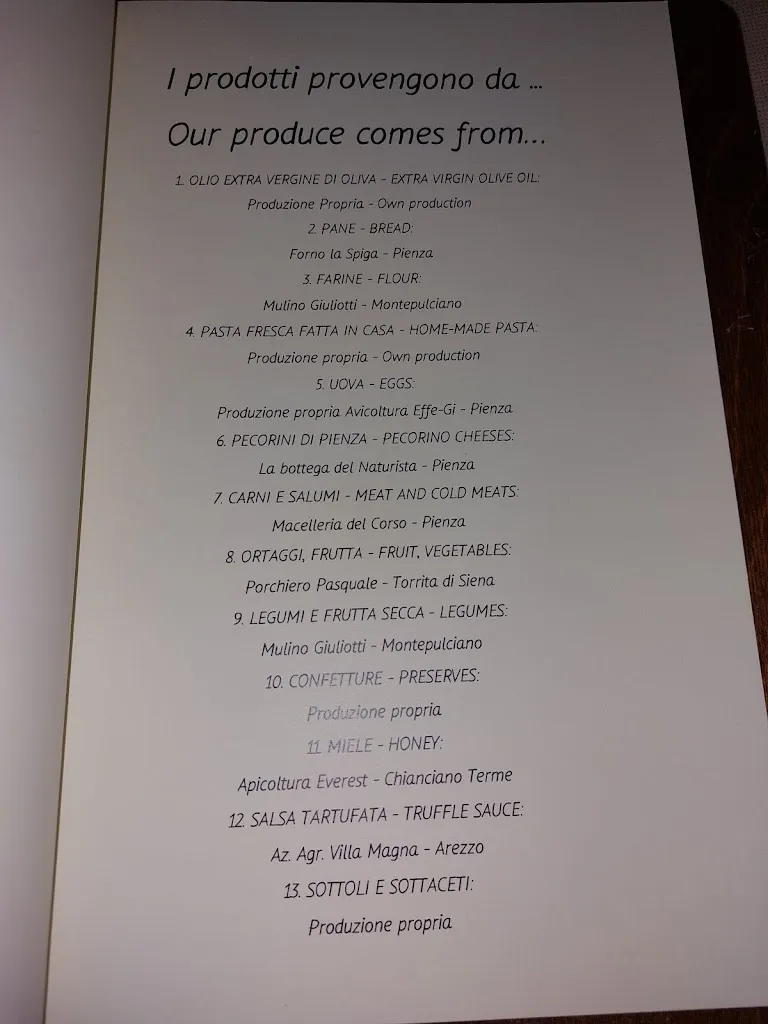 I prodotti provengono da ...
Our produce comes from...
1. OLIO EXTRA VERGINE DI OLIVA - EXTRA VIRGIN OLIVE OIL:
Produzione Propria - Own production
2. PANE - BREAD:
Forno la Spiga - Pienza
3. FARINE - FLOUR:
Mulino Giuliotti - Montepulciano
4. PASTA FRESCA FATTA IN CASA - HOME-MADE PASTA:
Produzione propria - Own production
5. UOVA - EGGS:
Produzione propria Avicoltura Effe-Gi - Pienza
6. PECORINI DI PIENZA - PECORINO CHEESES:
La bottega del Naturista - Pienza
7. CARNI E SALUMI - MEAT AND COLD MEATS:
Macelleria del Corso - Pienza
8. ORTAGGI, FRUTTA - FRUIT, VEGETABLES:
Porchiero Pasquale - Torrita di Siena
9. LEGUMI E FRUTTA SECCA - LEGUMES:
Mulino Giuliotti - Montepulciano
10. CONFETTURE - PRESERVES:
Produzione propria
11. MIELE - HONEY:
Apicoltura Everest - Chianciano Terme
12. SALSA TARTUFATA - TRUFFLE SAUCE:
Az. Agr. Villa Magna - Arezzo
13. SOTTOLI E SOTTACETI:
Produzione propria